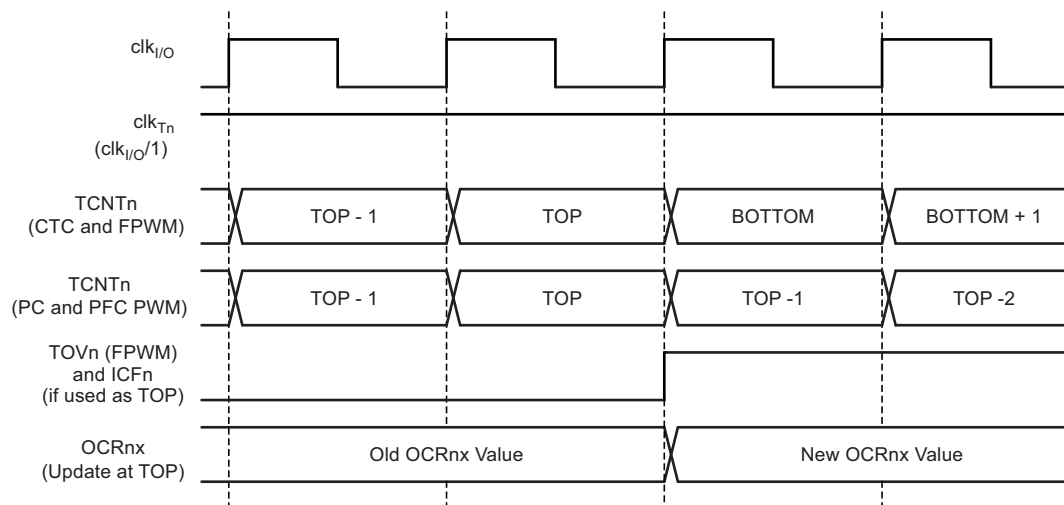 clkI/O
clkTn
(clkI/O/1)
TCNTn
(CTC and FPWM)
TOP - 1
TOP
BOTTOM
BOTTOM + 1
TCNTn
(PC and PFC PWM)
TOP - 1
TOP
TOP -1
TOP -2
TOVn (FPWM)
and ICFn
(if used as TOP)
OCRnx
(Update at TOP)
Old OCRnx Value
New OCRnx Value